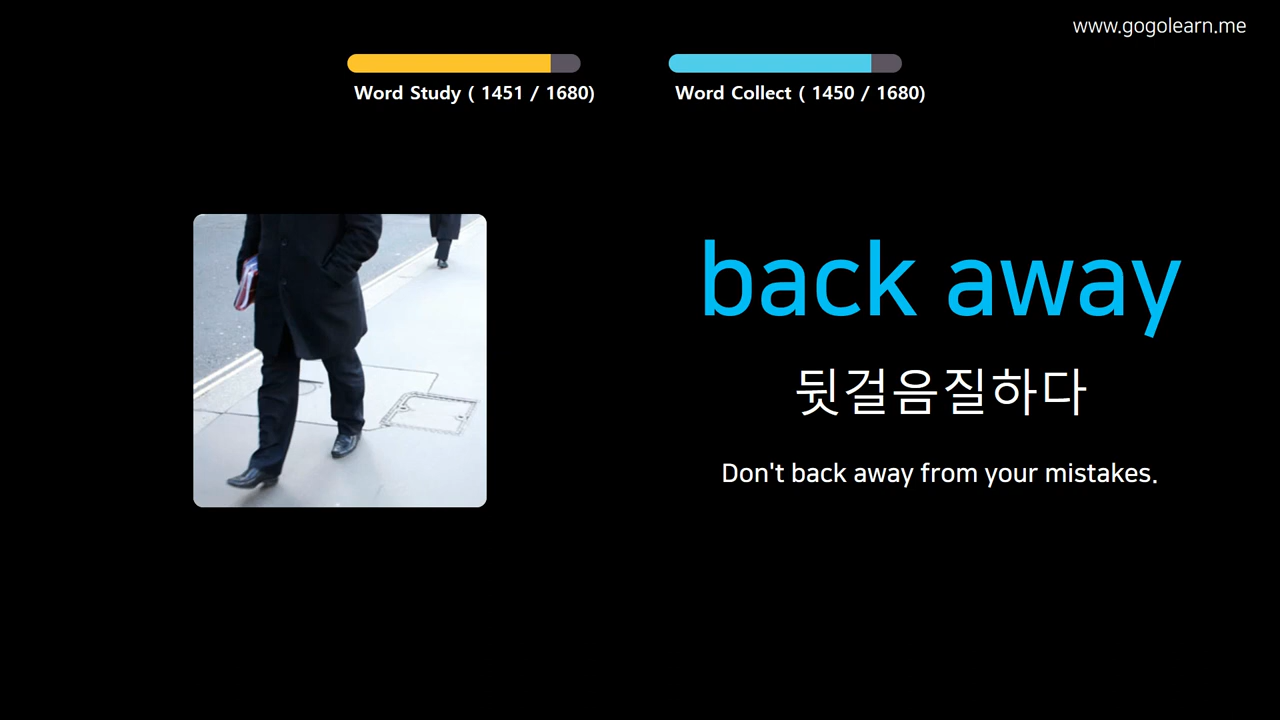 www.gogolearn.me
Word Study ( 1451 / 1680)
Word Collect ( 1450 / 1680)
back away
뒷걸음질하다
Don't back away from your mistakes.